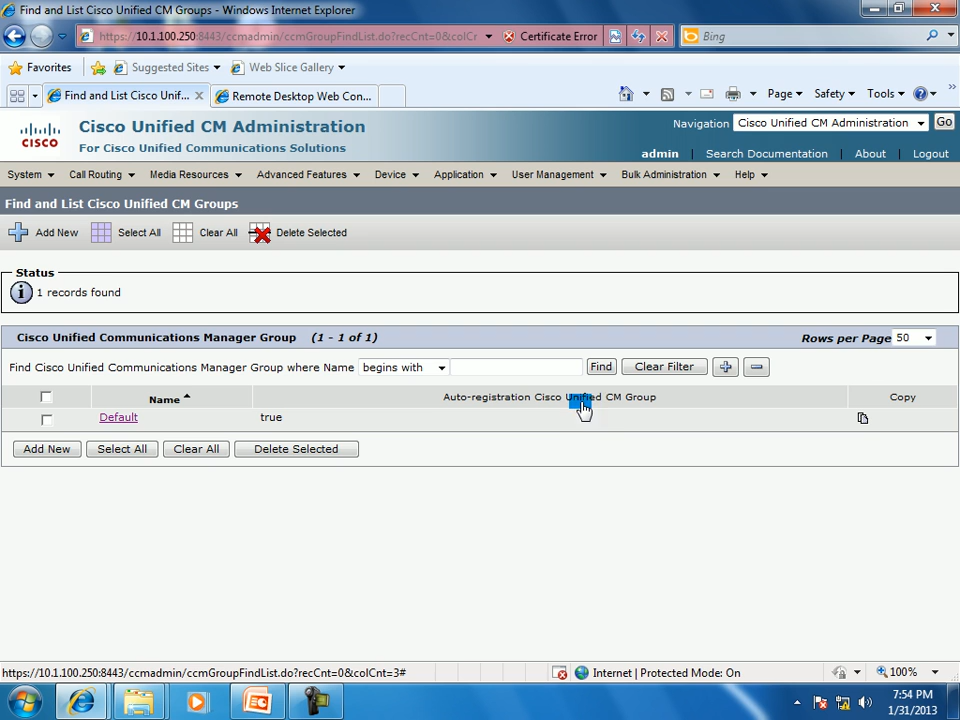 Find and List Cisco Unified CM Groups - Windows Internet Explorer
https://10.1.100.250:8443/ccmadmin/ccmGroupFindList.do?recCnt=0&colCr Certificate Error Bing
Favorites Suggested Sites Web Slice Gallery
Find and List Cisco Unif... Remote Desktop Web Con... Page Safety Tools
CISCO
Cisco Unified CM Administration
For Cisco Unified Communications Solutions
Navigation Cisco Unified CM Administration Go
admin | Search Documentation | About | Logout
System Call Routing Media Resources Advanced Features Device Application User Management Bulk Administration Help
Find and List Cisco Unified CM Groups
Add New Select All Clear All Delete Selected
Status
1 records found
Cisco Unified Communications Manager Group (1 - 1 of 1) Rows per Page 50
Find Cisco Unified Communications Manager Group where Name begins with Find Clear Filter
Name Auto-registration Cisco Unified CM Group Copy
Default true
Add New Select All Clear All Delete Selected
https://10.1.100.250:8443/ccmadmin/ccmGroupFindList.do?recCnt=0&colCnt=3# Internet | Protected Mode: On 100%
7:54 PM
1/31/2013